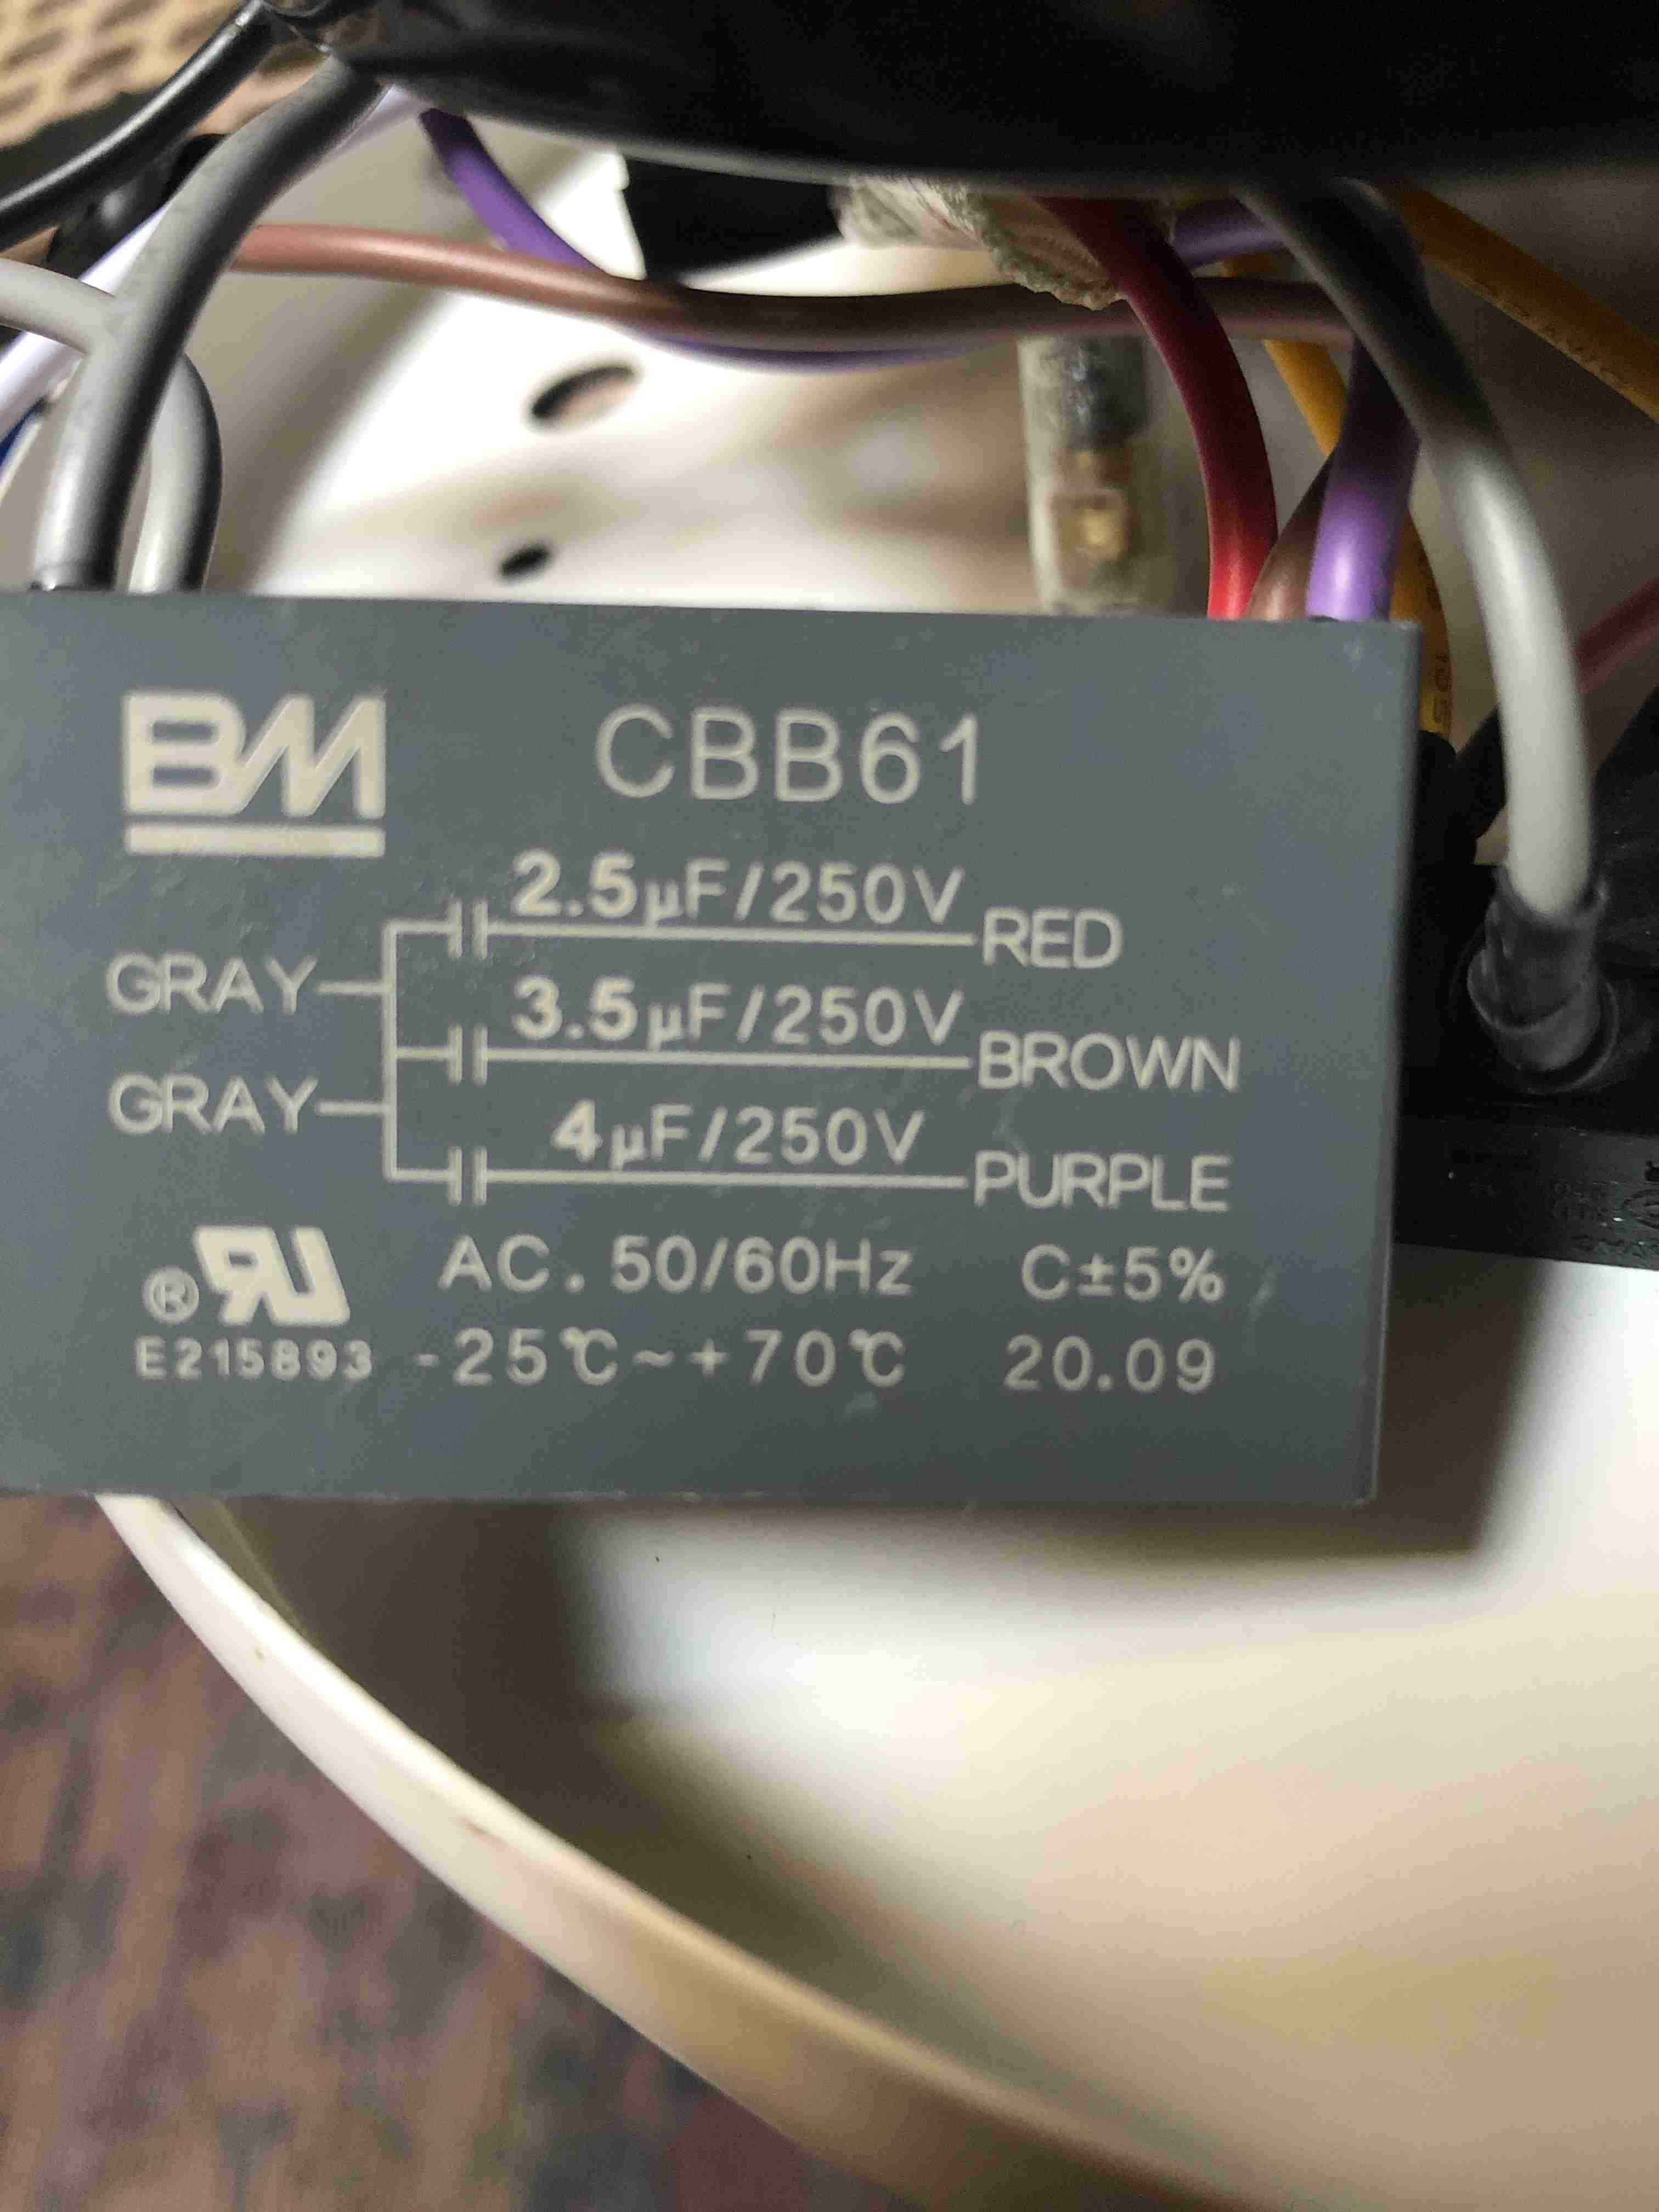 BM CBB61
2.5μF/250V
RED
GRAY
3.5μF/250V
BROWN
GRAY
4μF/250V
PURPLE
AC. 50/60Hz C±5%
® RU
E215893 -25℃~+70℃ 20.09